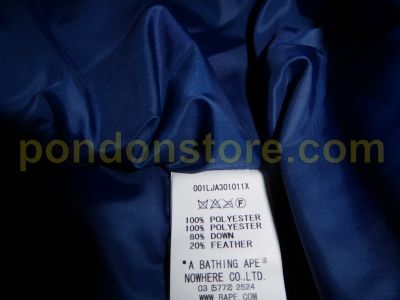 pondonstore.com
001LJA301011X
F
100% POLYESTER
100% POLYESTER
80% DOWN
20% FEATHER
"A BATHING APE"®
NOWHERE CO.,LTD.
03 (5772) 2524
WWW.BAPE.COM